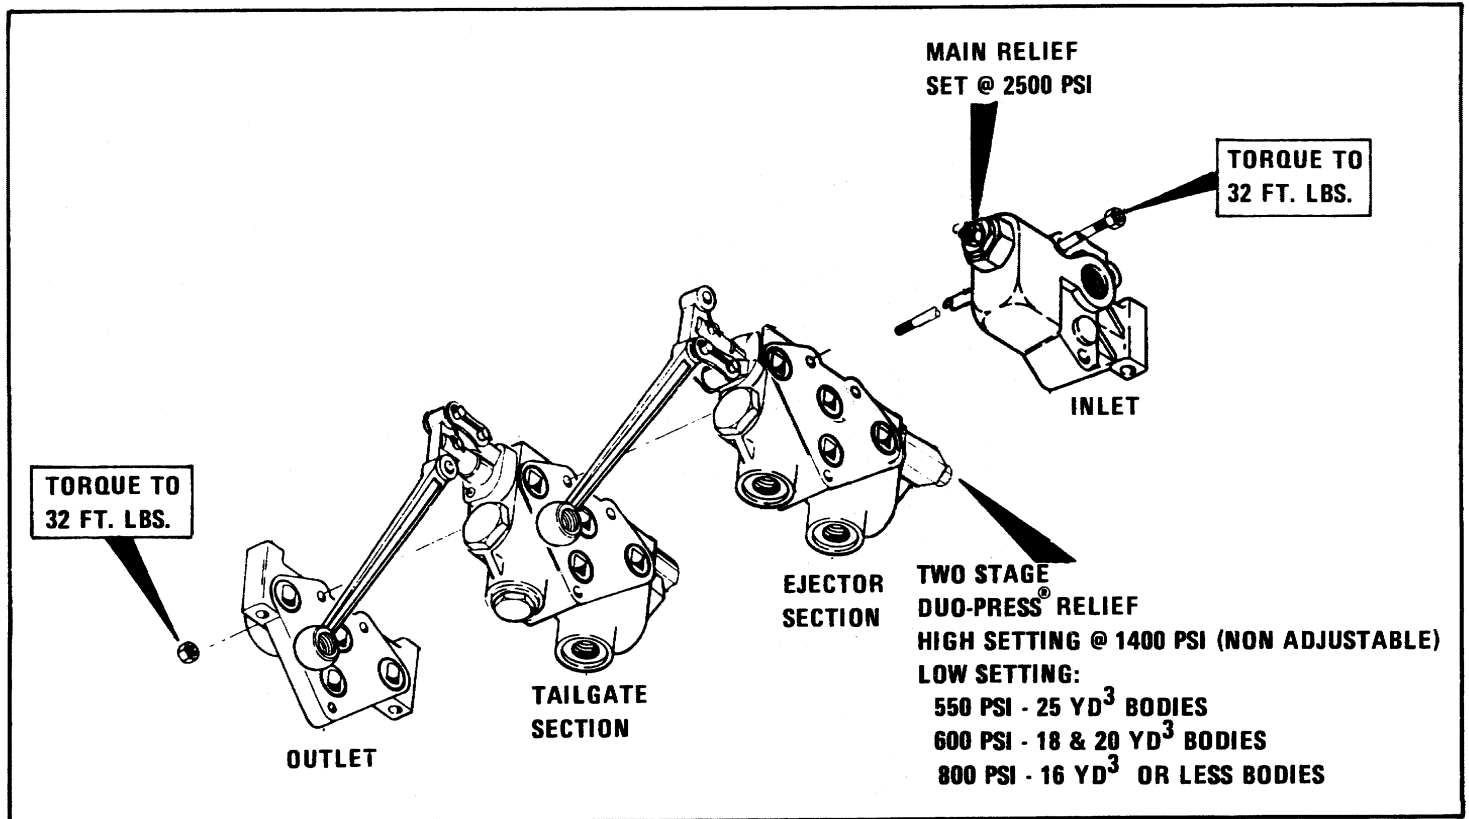 MAIN RELIEF
SET @ 2500 PSI
TORQUE TO
32 FT. LBS.
INLET
TORQUE TO
32 FT. LBS.
EJECTOR
SECTION
TWO STAGE
DUO-PRESS® RELIEF
HIGH SETTING @ 1400 PSI (NON ADJUSTABLE)
LOW SETTING:
550 PSI - 25 YD³ BODIES
600 PSI - 18 & 20 YD³ BODIES
800 PSI - 16 YD³ OR LESS BODIES
TAILGATE
SECTION
OUTLET